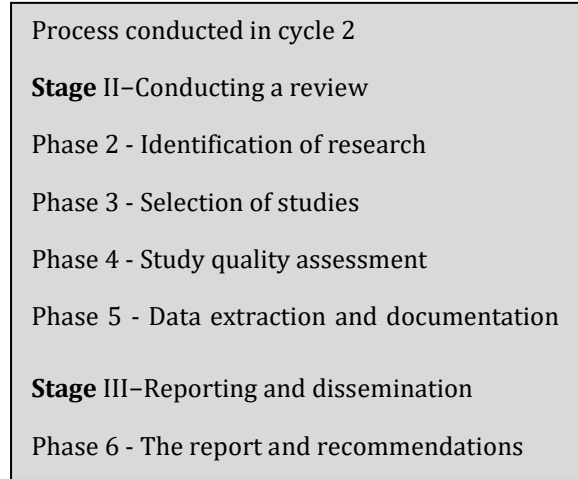 Process conducted in cycle 2
Stage II–Conducting a review
Phase 2 - Identification of research
Phase 3 - Selection of studies
Phase 4 - Study quality assessment
Phase 5 - Data extraction and documentation
Stage III–Reporting and dissemination
Phase 6 - The report and recommendations